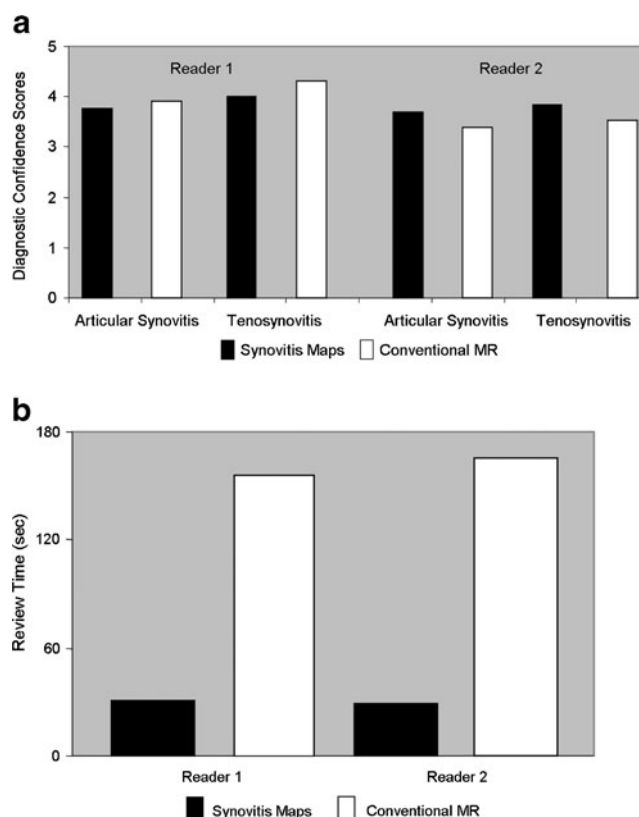 a
5
4
3
2
1
0
Diagnostic Confidence Scores
Reader 1
Reader 2
Articular Synovitis
Tenosynovitis
Articular Synovitis
Tenosynovitis
Synovitis Maps
Conventional MR
b
180
120
60
0
Review Time (sec)
Reader 1
Reader 2
Synovitis Maps
Conventional MR